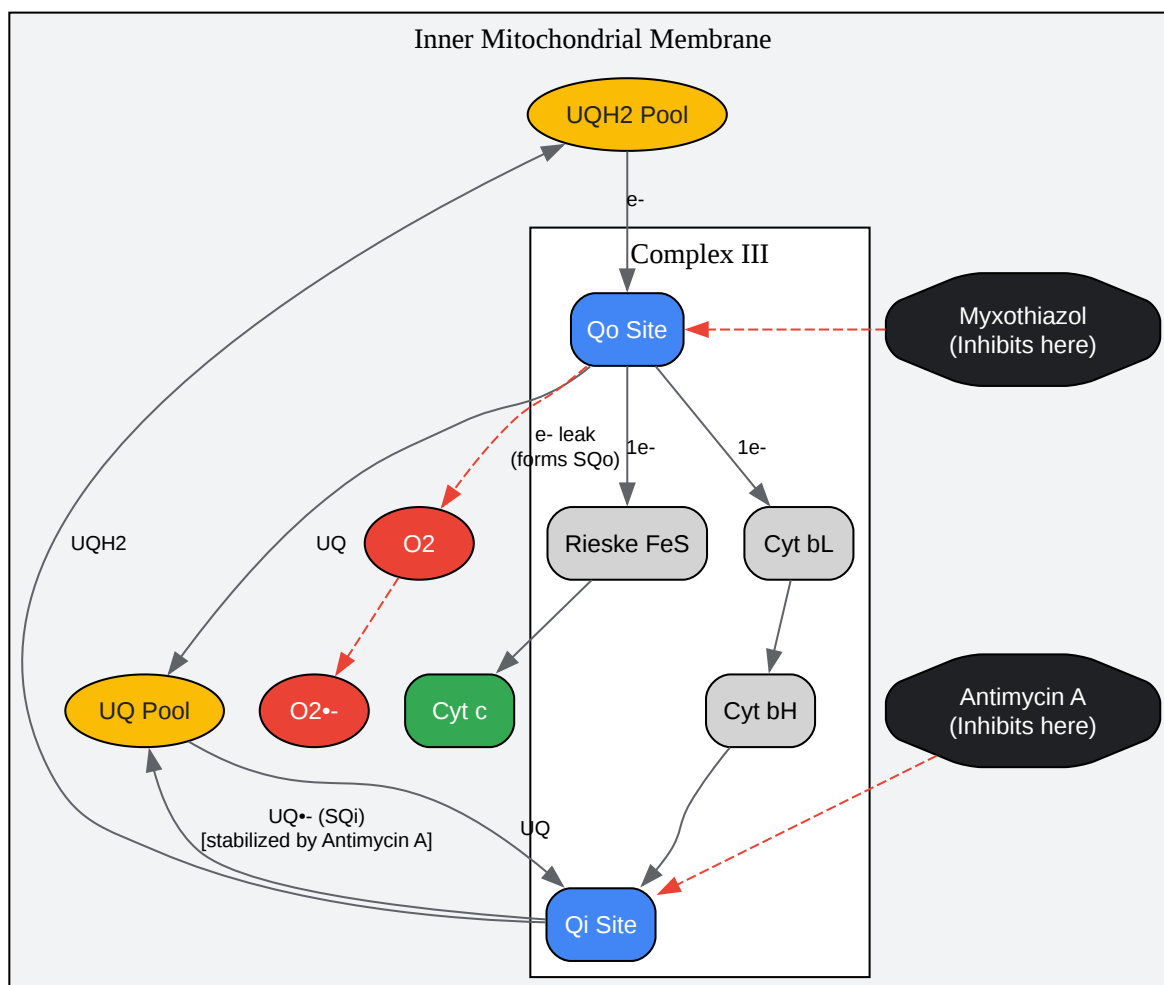 Inner Mitochondrial Membrane
UQH2 Pool
e-
Complex III
Qo Site
Myxothiazol
(Inhibits here)
e- leak
(forms SQo)
1e-
1e-
UQH2
UQ
O2
Rieske FeS
Cyt bL
UQ Pool
O2•-
Cyt c
Cyt bH
Antimycin A
(Inhibits here)
UQ•- (SQi)
[stabilized by Antimycin A]
UQ
Qi Site